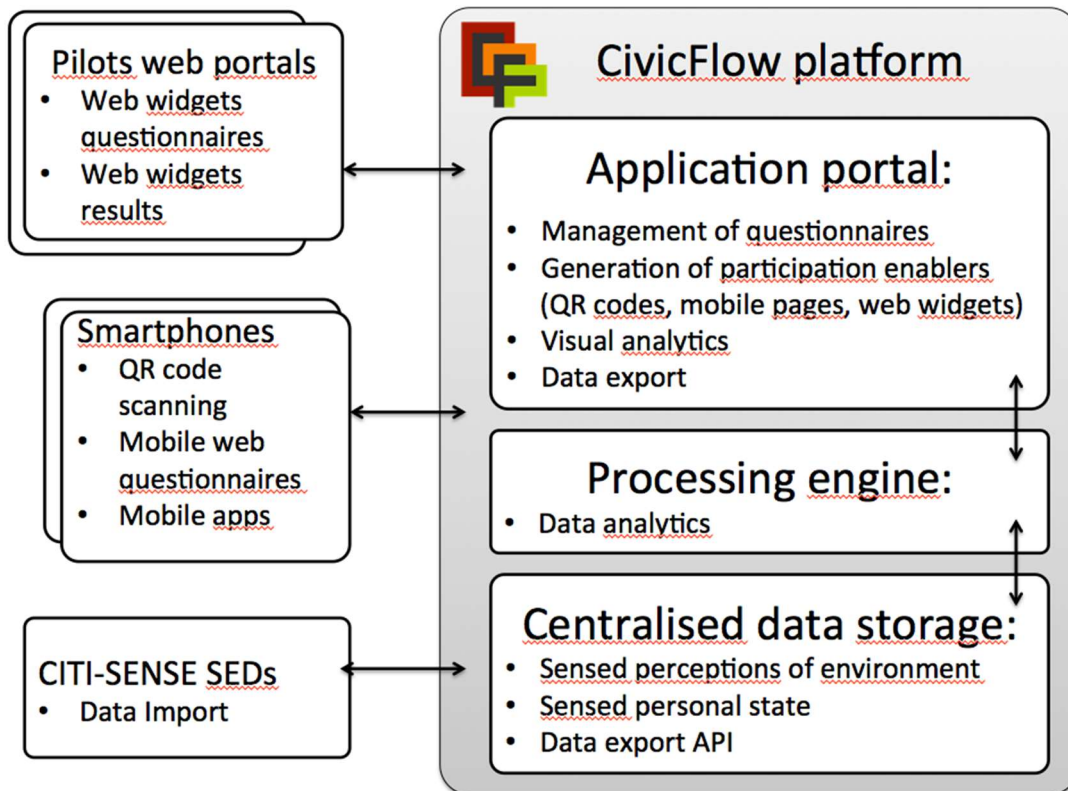 Pilots web portals
• Web widgets
questionnaires
• Web widgets
results
Smartphones
• QR code
scanning
• Mobile web
questionnaires
• Mobile apps
CITI-SENSE SEDs
• Data Import
CF
CivicFlow platform
Application portal:
• Management of questionnaires
• Generation of participation enablers
(QR codes, mobile pages, web widgets)
• Visual analytics
• Data export
Processing engine:
• Data analytics
Centralised data storage:
• Sensed perceptions of environment
• Sensed personal state
• Data export API